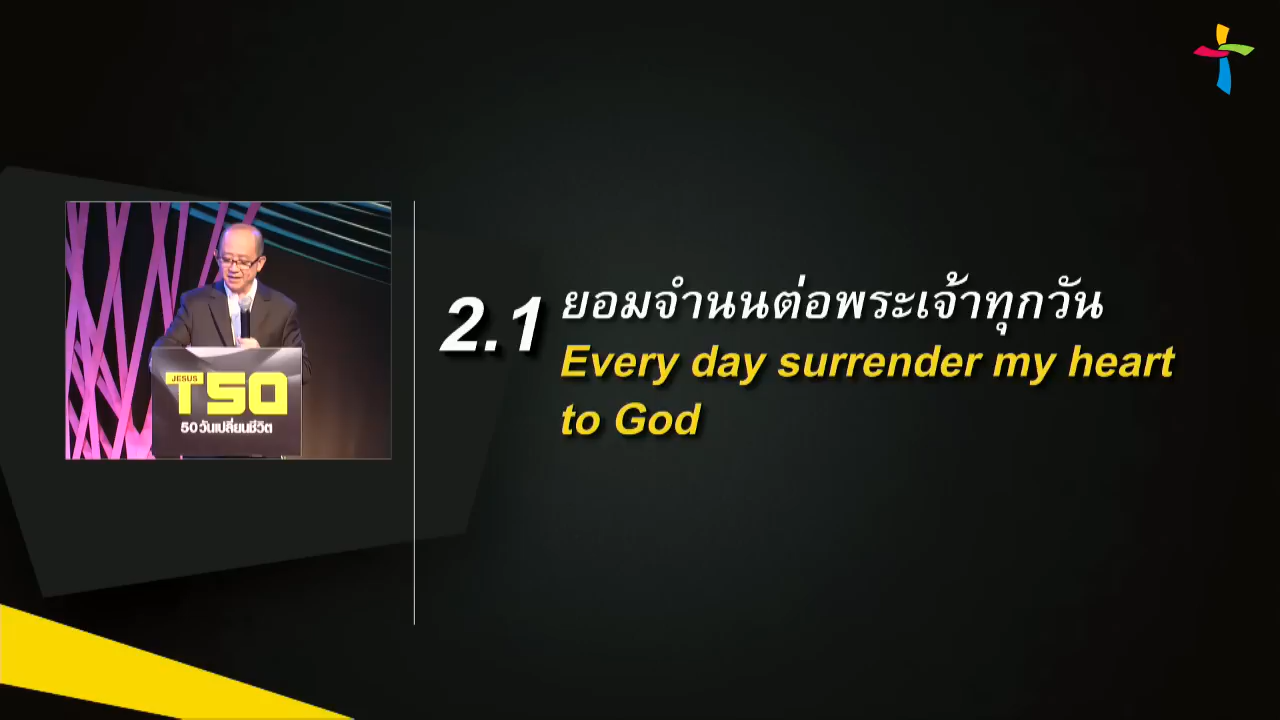 JESUS
T50
50 วันเปลี่ยนชีวิต
2.1
ยอมจำนนต่อพระเจ้าทุกวัน
Every day surrender my heart
to God